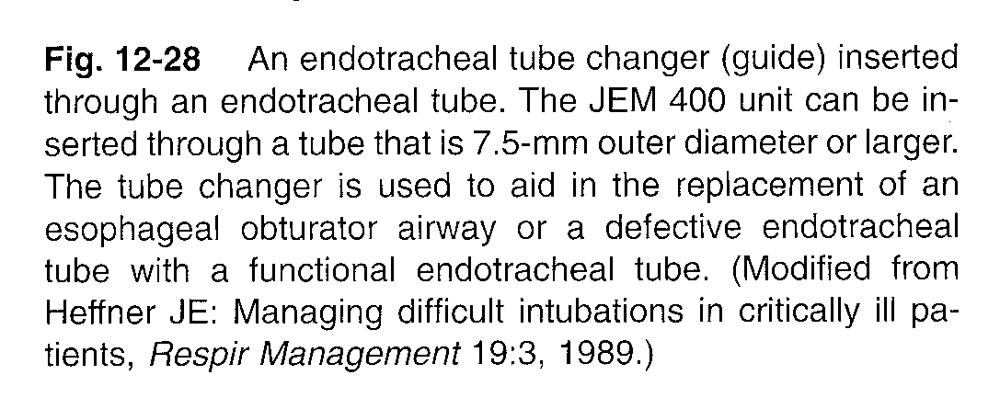 Fig. 12-28 An endotracheal tube changer (guide) inserted
through an endotracheal tube. The JEM 400 unit can be in-
serted through a tube that is 7.5-mm outer diameter or larger.
The tube changer is used to aid in the replacement of an
esophageal obturator airway or a defective endotracheal
tube with a functional endotracheal tube. (Modified from
Heffner JE: Managing difficult intubations in critically ill pa-
tients, Respir Management 19:3, 1989.)